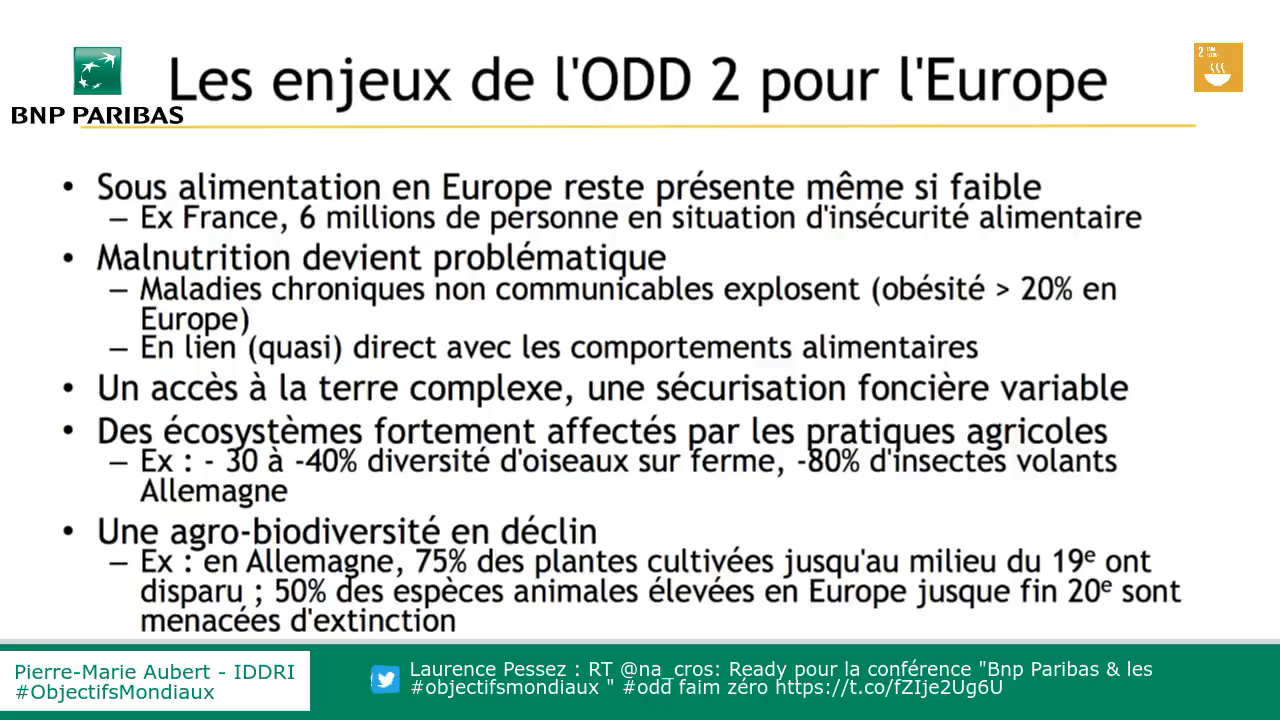 Les enjeux de l'ODD 2 pour l'Europe
BNP PARIBAS
2
• Sous alimentation en Europe reste présente même si faible
– Ex France, 6 millions de personne en situation d'insécurité alimentaire
• Malnutrition devient problématique
– Maladies chroniques non communicables explosent (obésité > 20% en
Europe)
– En lien (quasi) direct avec les comportements alimentaires
• Un accès à la terre complexe, une sécurisation foncière variable
• Des écosystèmes fortement affectés par les pratiques agricoles
– Ex : - 30 à -40% diversité d'oiseaux sur ferme, -80% d'insectes volants
Allemagne
• Une agro-biodiversité en déclin
– Ex : en Allemagne, 75% des plantes cultivées jusqu'au milieu du 19e ont
disparu ; 50% des espèces animales élevées en Europe jusque fin 20e sont
menacées d'extinction
Pierre-Marie Aubert - IDDRI
#ObjectifsMondiaux
Laurence Pessez : RT @na_cros: Ready pour la conférence "Bnp Paribas & les
#objectifsmondiaux " #odd faim zéro https://t.co/fZIje2Ug6U